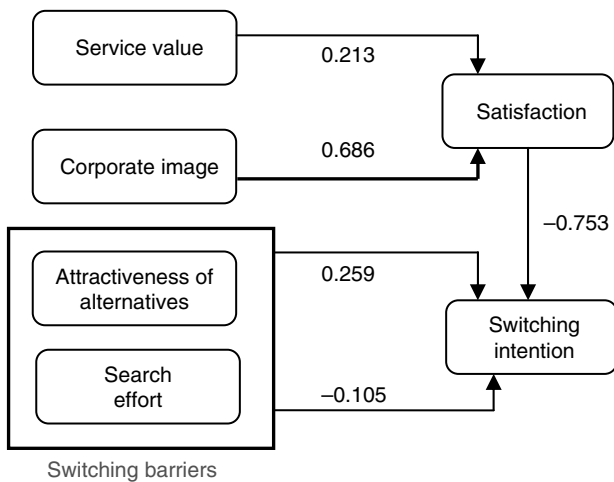 Service value
0.213
Satisfaction
Corporate image
0.686
−0.753
Attractiveness of
alternatives
0.259
Switching
intention
Search
effort
−0.105
Switching barriers